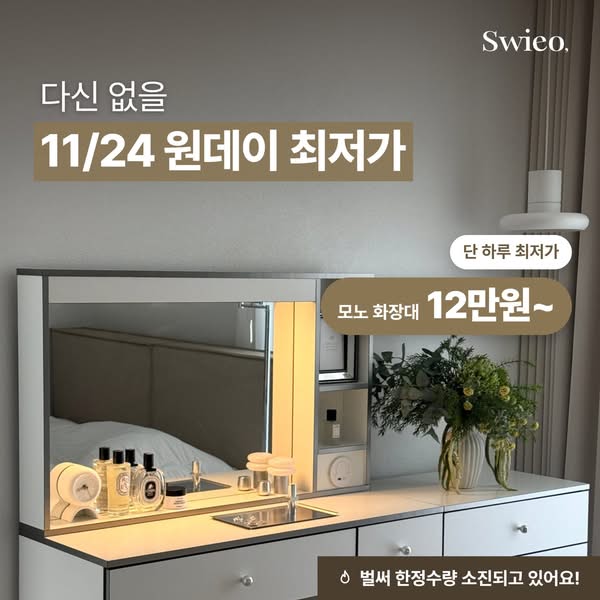 Swieo,
다신 없을
11/24 원데이 최저가
단 하루 최저가
모노 화장대 12만원~
벌써 한정수량 소진되고 있어요!